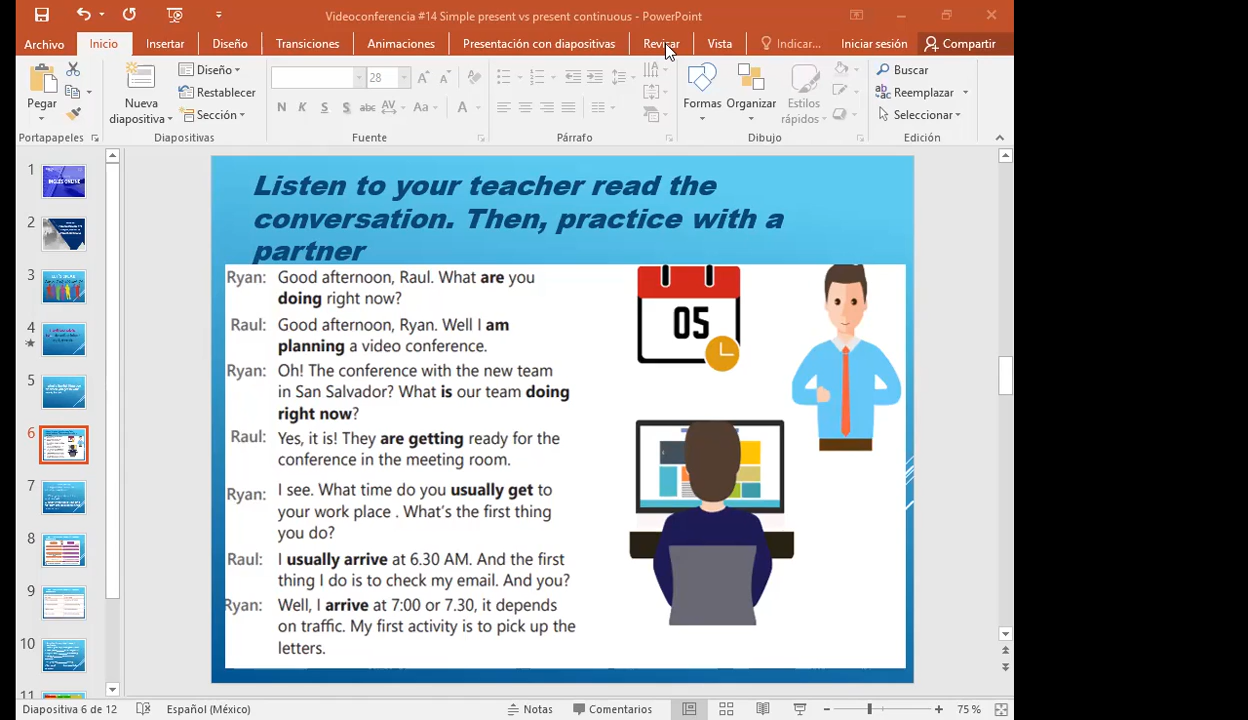 Videoconferencia #14 Simple present vs present continuous - PowerPoint
Archivo Inicio Insertar Diseño Transiciones Animaciones Presentación con diapositivas Revisar Vista Indicar... Iniciar sesión Compartir
Pegar
Nueva diapositiva
Diseño
Restablecer
Sección
28
N K S S abc AV Aa A
Formas
Organizar
Estilos rápidos
Buscar
Reemplazar
Seleccionar
Portapapeles Diapositivas Fuente Párrafo Dibujo Edición
1
2
3
4
5
6
7
8
9
10
11
Listen to your teacher read the
conversation. Then, practice with a
partner
Ryan: Good afternoon, Raul. What are you
doing right now?
Raul: Good afternoon, Ryan. Well I am
planning a video conference.
Ryan: Oh! The conference with the new team
in San Salvador? What is our team doing
right now?
Raul: Yes, it is! They are getting ready for the
conference in the meeting room.
Ryan: I see. What time do you usually get to
your work place . What's the first thing
you do?
Raul: I usually arrive at 6.30 AM. And the first
thing I do is to check my email. And you?
Ryan: Well, I arrive at 7:00 or 7.30, it depends
on traffic. My first activity is to pick up the
letters.
05
Diapositiva 6 de 12 Español (México) Notas Comentarios 75 %